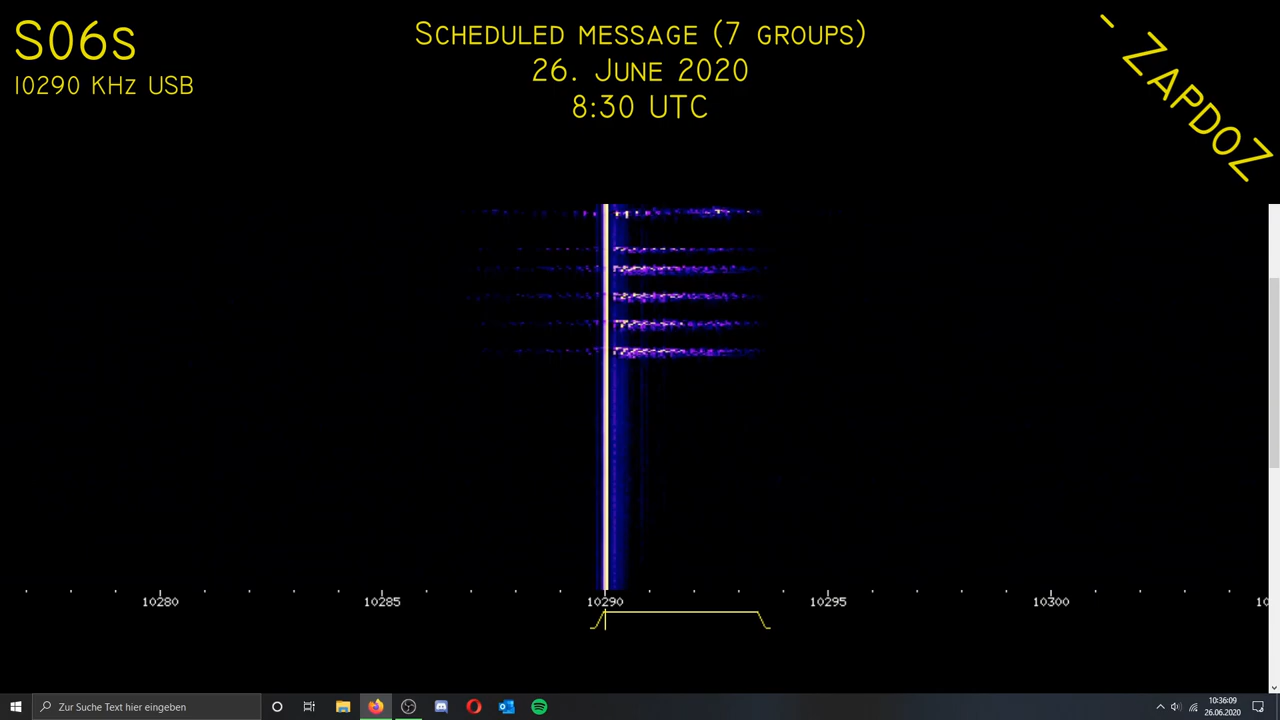 S06s
10290 KHz USB
Scheduled message (7 groups)
26. June 2020
8:30 UTC
- ZAPDOZ
10280 10285 10290 10295 10300 10
Zur Suche Text hier eingeben
10:36:09
26.06.2020